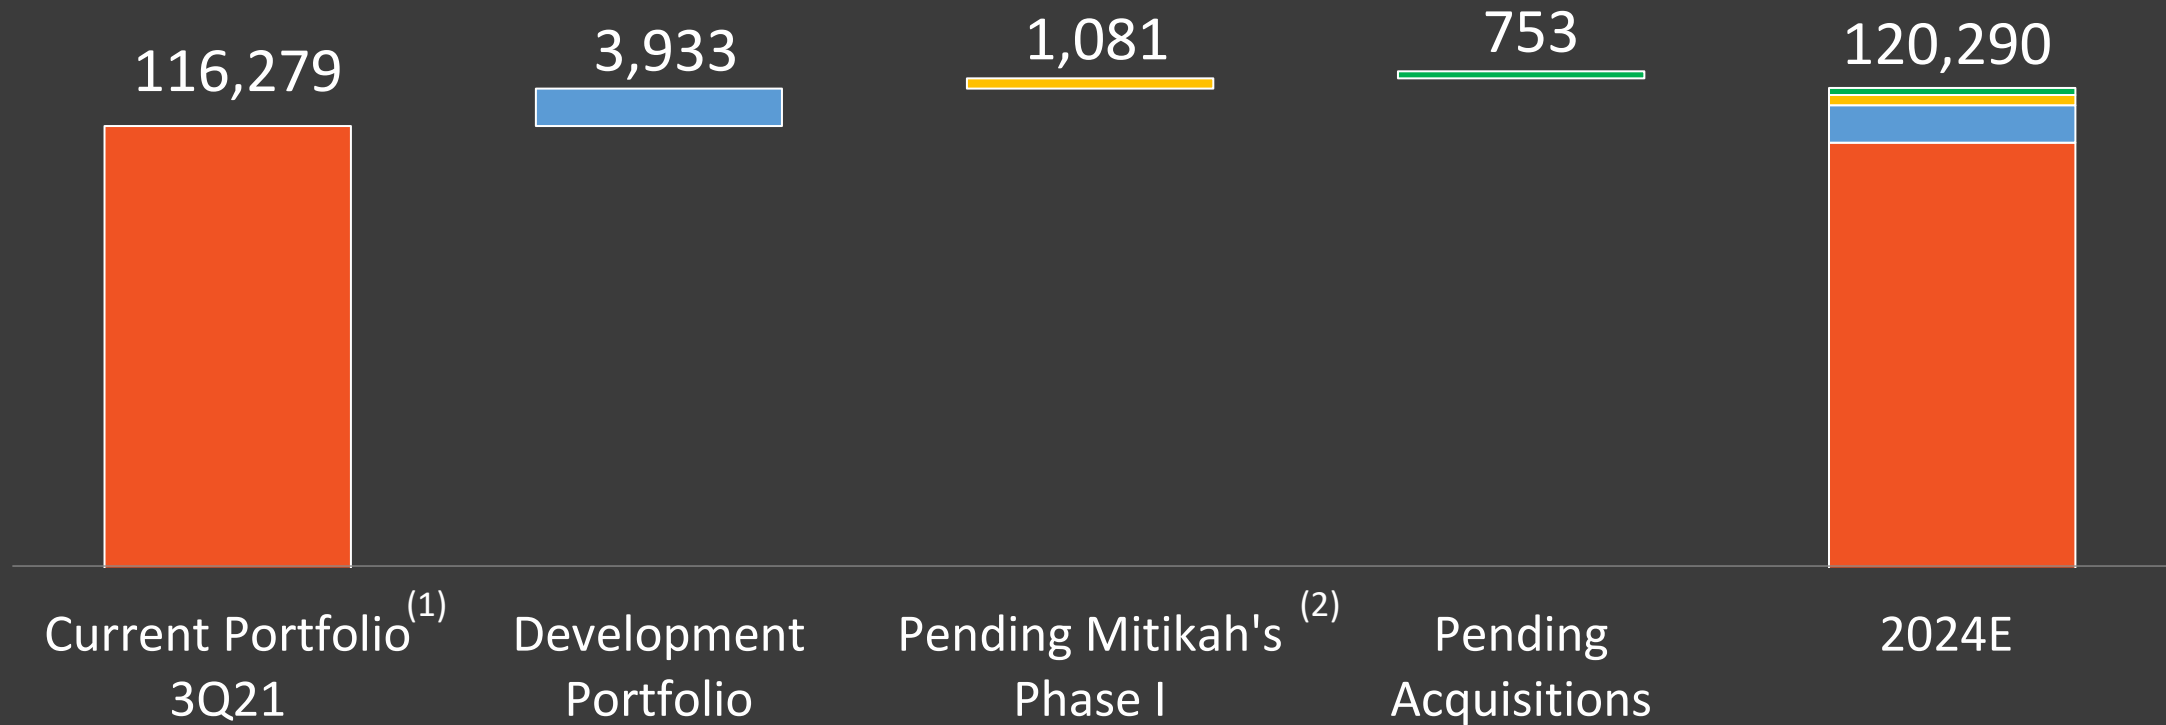 116,279
3,933
1,081
753
120,290
Current Portfolio (1)
3Q21
Development
Portfolio
Pending Mitikah's (2)
Phase I
Pending
Acquisitions
2024E